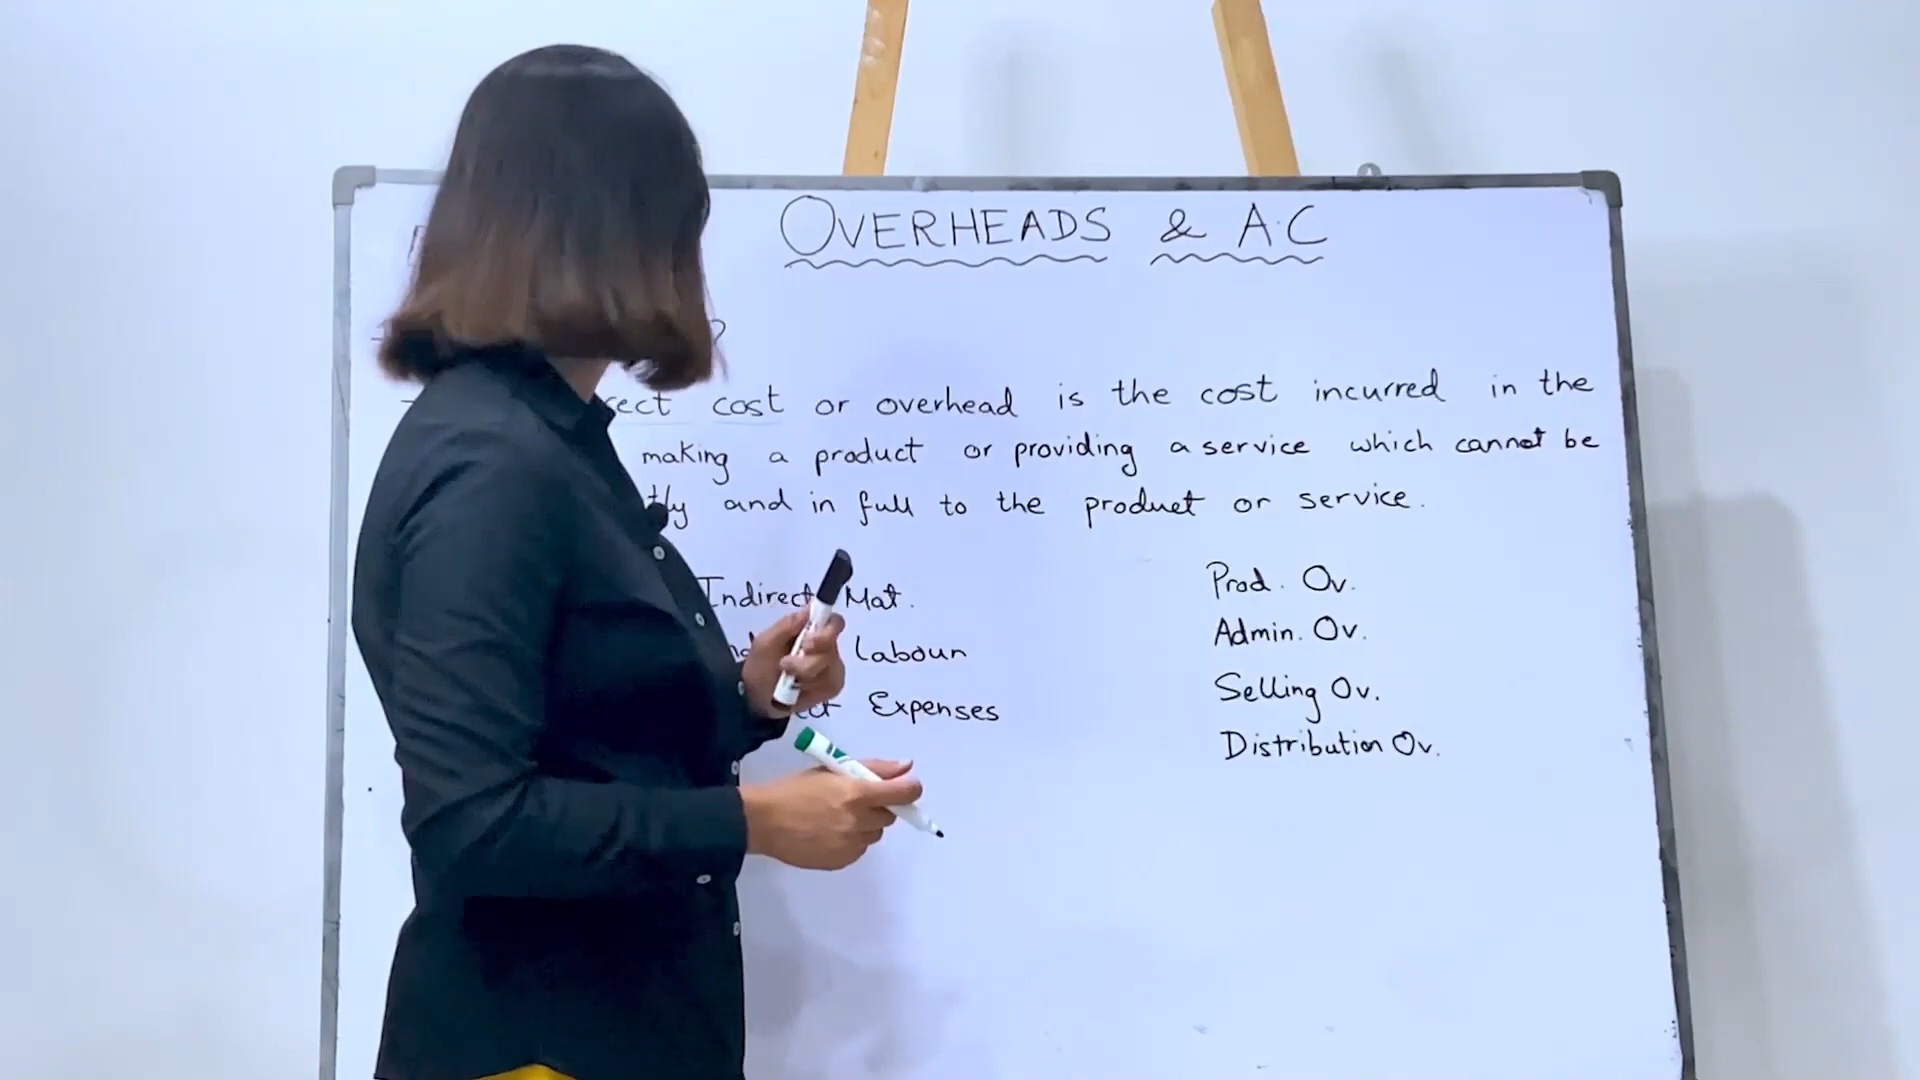 OVERHEADS & A.C
?
cost or overhead is the cost incurred in the
making a product or providing a service which cannot be
and in full to the product or service.
Indirect Mat.
Labour
Expenses
Prod. Ov.
Admin. Ov.
Selling Ov.
Distribution Ov.